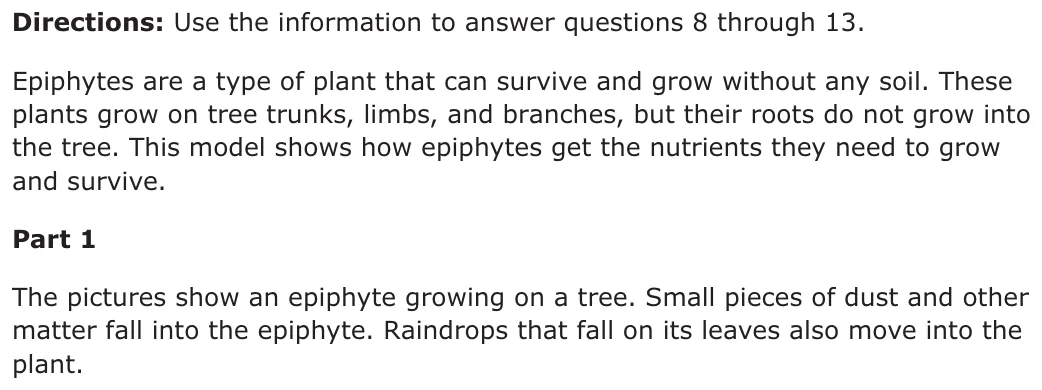 Directions: Use the information to answer questions 8 through 13.
Epiphytes are a type of plant that can survive and grow without any soil. These
plants grow on tree trunks, limbs, and branches, but their roots do not grow into
the tree. This model shows how epiphytes get the nutrients they need to grow
and survive.
Part 1
The pictures show an epiphyte growing on a tree. Small pieces of dust and other
matter fall into the epiphyte. Raindrops that fall on its leaves also move into the
plant.